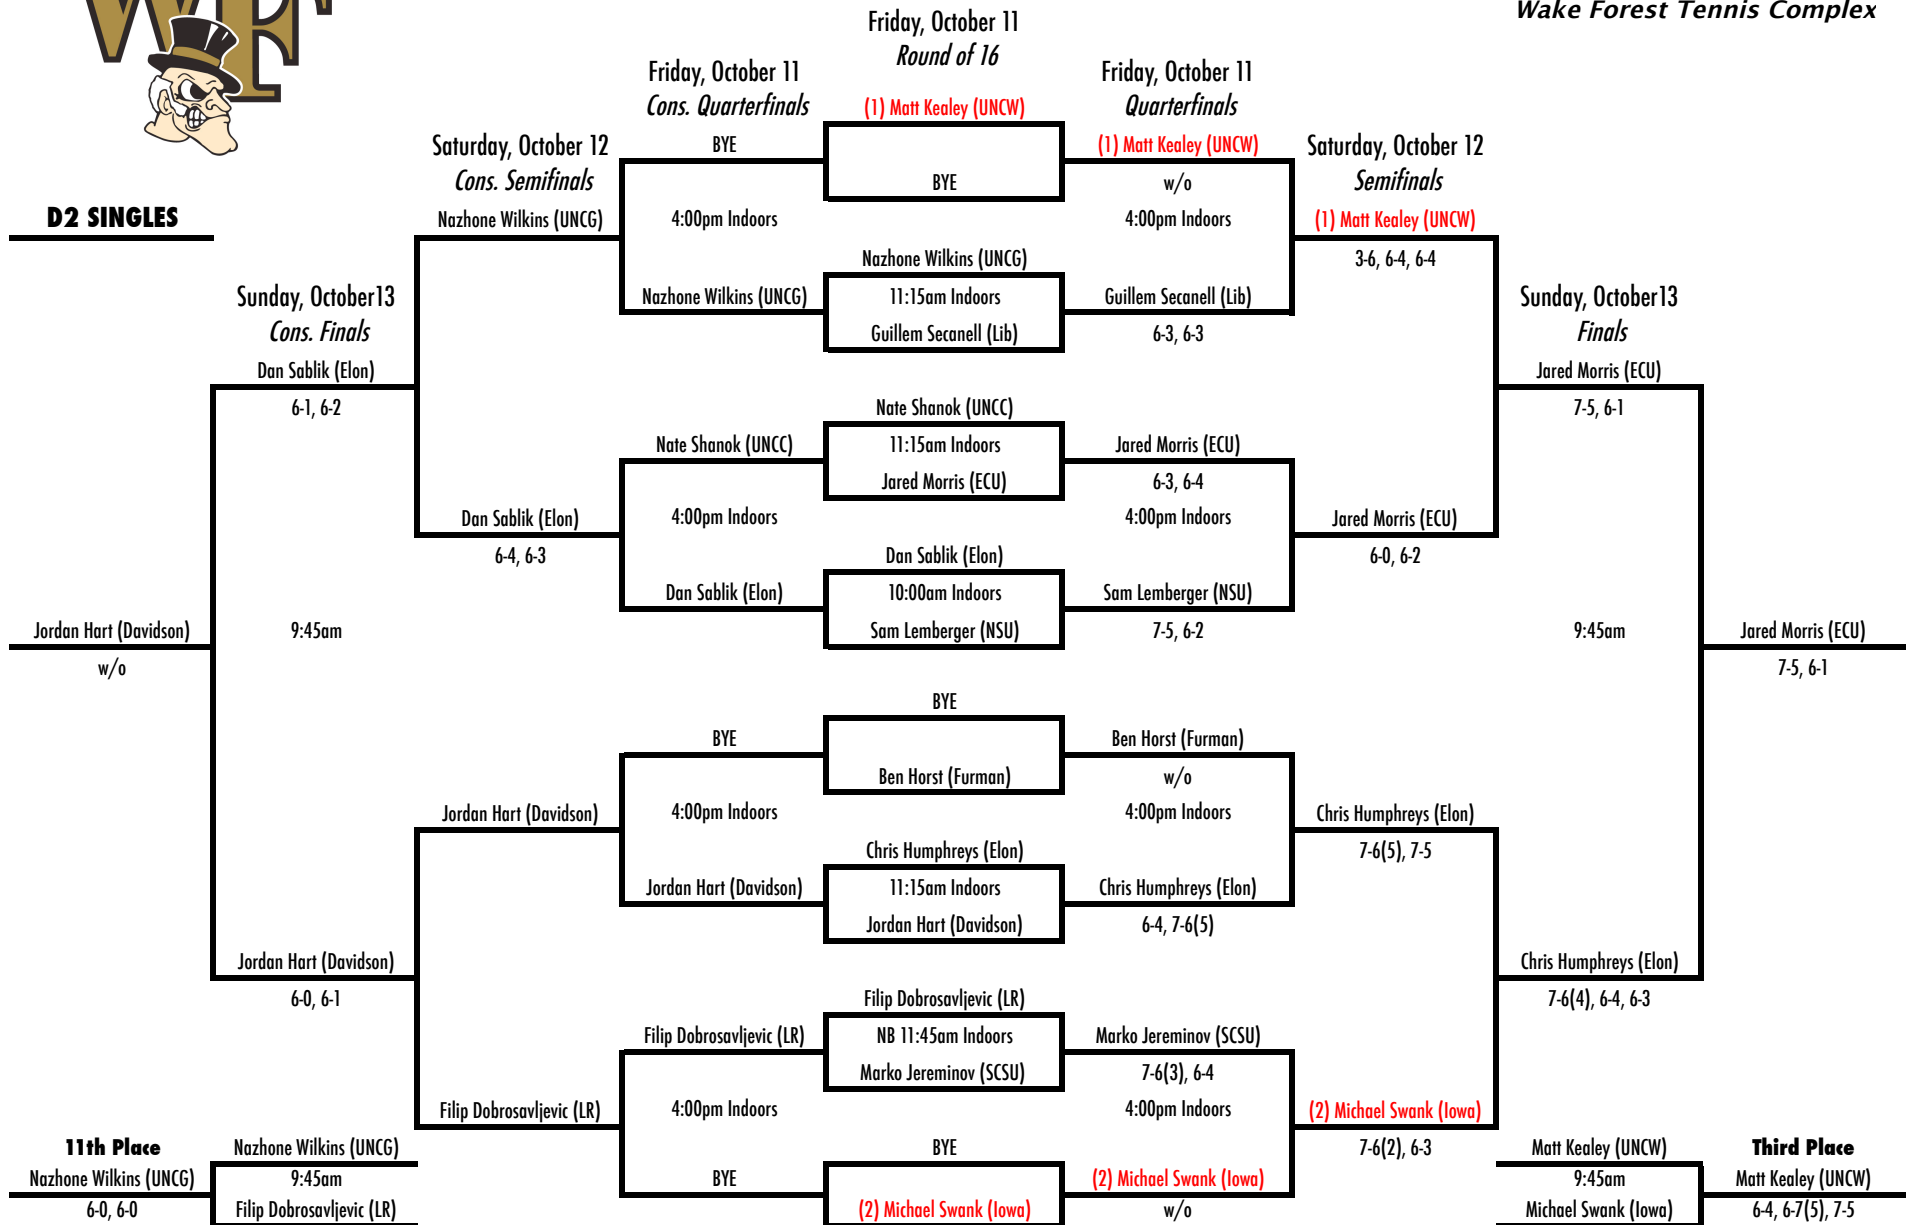 WF
Wake Forest Tennis Complex
D2 SINGLES
Sunday, October13
Cons. Finals
Saturday, October 12
Cons. Semifinals
Friday, October 11
Cons. Quarterfinals
Friday, October 11
Round of 16
Friday, October 11
Quarterfinals
Saturday, October 12
Semifinals
Sunday, October13
Finals
Jordan Hart (Davidson)
w/o
Dan Sablik (Elon)
6-1, 6-2
9:45am
Jordan Hart (Davidson)
6-0, 6-1
Nazhone Wilkins (UNCG)
Dan Sablik (Elon)
6-4, 6-3
Jordan Hart (Davidson)
Filip Dobrosavljevic (LR)
BYE
4:00pm Indoors
Nazhone Wilkins (UNCG)
Nate Shanok (UNCC)
4:00pm Indoors
Dan Sablik (Elon)
BYE
4:00pm Indoors
Jordan Hart (Davidson)
Filip Dobrosavljevic (LR)
4:00pm Indoors
BYE
(1) Matt Kealey (UNCW)
BYE
Nazhone Wilkins (UNCG)
11:15am Indoors
Guillem Secanell (Lib)
Nate Shanok (UNCC)
11:15am Indoors
Jared Morris (ECU)
Dan Sablik (Elon)
10:00am Indoors
Sam Lemberger (NSU)
BYE
Ben Horst (Furman)
Chris Humphreys (Elon)
11:15am Indoors
Jordan Hart (Davidson)
Filip Dobrosavljevic (LR)
NB 11:45am Indoors
Marko Jereminov (SCSU)
BYE
(2) Michael Swank (Iowa)
(1) Matt Kealey (UNCW)
w/o
4:00pm Indoors
Guillem Secanell (Lib)
6-3, 6-3
Jared Morris (ECU)
6-3, 6-4
4:00pm Indoors
Sam Lemberger (NSU)
7-5, 6-2
Ben Horst (Furman)
w/o
4:00pm Indoors
Chris Humphreys (Elon)
6-4, 7-6(5)
Marko Jereminov (SCSU)
7-6(3), 6-4
4:00pm Indoors
(2) Michael Swank (Iowa)
w/o
(1) Matt Kealey (UNCW)
3-6, 6-4, 6-4
Jared Morris (ECU)
6-0, 6-2
Chris Humphreys (Elon)
7-6(5), 7-5
(2) Michael Swank (Iowa)
7-6(2), 6-3
Jared Morris (ECU)
7-5, 6-1
9:45am
Chris Humphreys (Elon)
7-6(4), 6-4, 6-3
Jared Morris (ECU)
7-5, 6-1
11th Place
Nazhone Wilkins (UNCG)
6-0, 6-0
Nazhone Wilkins (UNCG)
9:45am
Filip Dobrosavljevic (LR)
Matt Kealey (UNCW)
9:45am
Michael Swank (Iowa)
Third Place
Matt Kealey (UNCW)
6-4, 6-7(5), 7-5